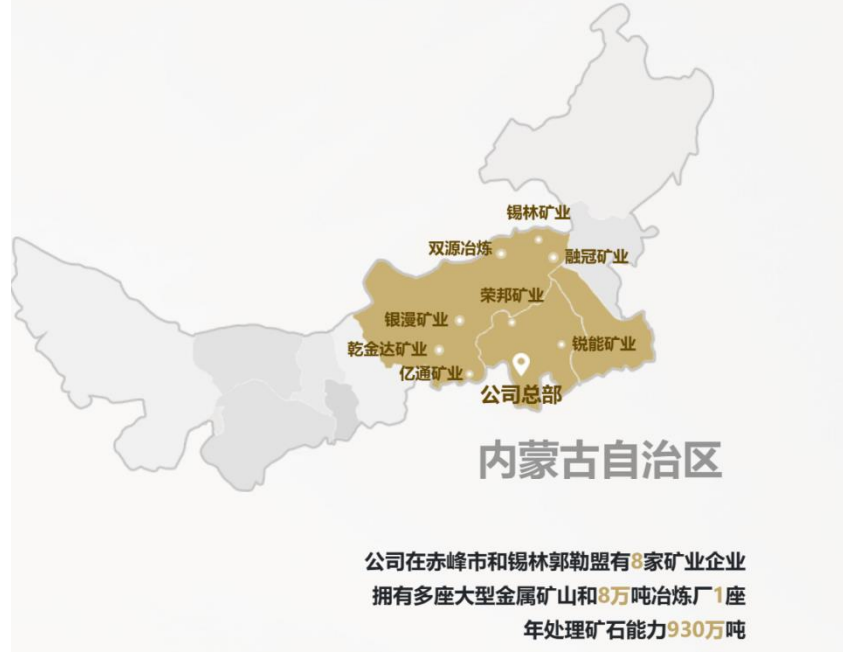 锡林矿业
双源冶炼
融冠矿业
荣邦矿业
银漫矿业
锐能矿业
乾金达矿业
亿通矿业
公司总部
内蒙古自治区
公司在赤峰市和锡林郭勒盟有8家矿业企业
拥有多座大型金属矿山和8万吨冶炼厂1座
年处理矿石能力930万吨